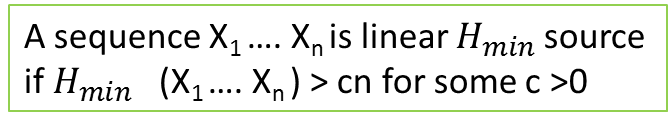 A sequence X₁ .... Xₙ is linear Hₘᵢₙ source
if Hₘᵢₙ (X₁.... Xₙ) > cn for some c >0